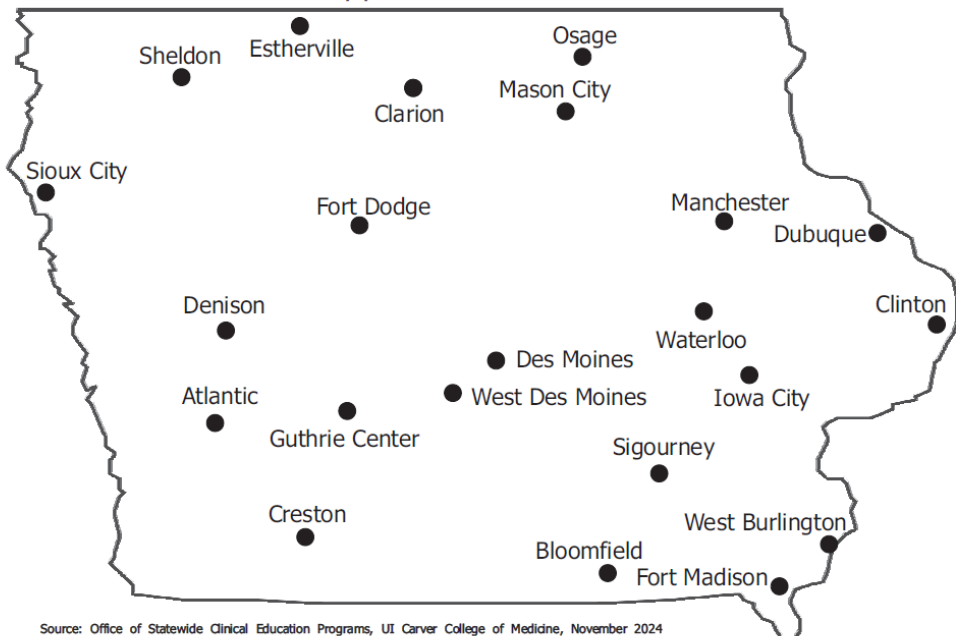 Osage
Estherville
Sheldon
Mason City
Clarion
Sioux City
Manchester
Fort Dodge
Dubuque
Denison
Clinton
Waterloo
Des Moines
Atlantic
West Des Moines
Iowa City
Guthrie Center
Sigourney
Creston
West Burlington
Bloomfield
Fort Madison
Source: Office of Statewide Clinical Education Programs, UI Carver College of Medicine, November 2024